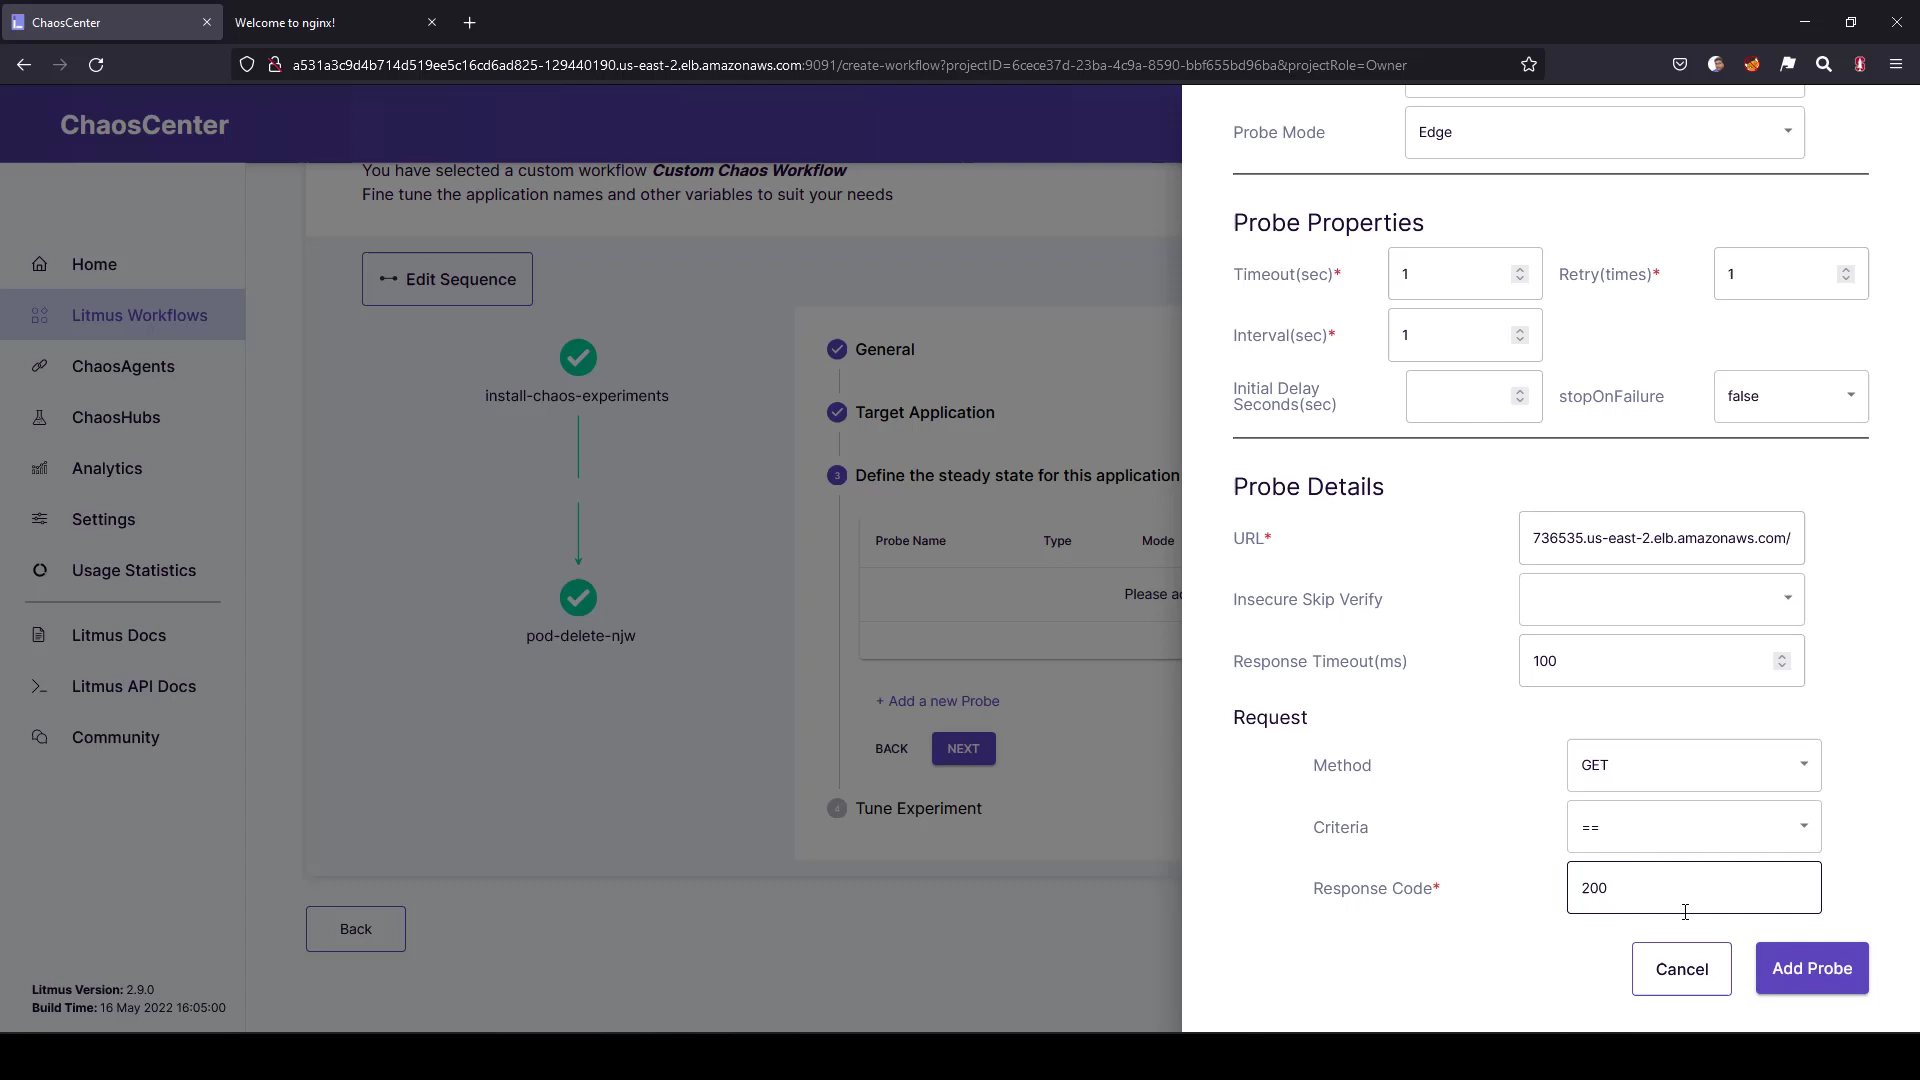 ChaosCenter
Welcome to nginx!
a531a3c9d4b714d519ee5c16cd6ad825-129440190.us-east-2.elb.amazonaws.com:9091/create-workflow?projectID=6cece37d-23ba-4c9a-8590-bbf655bd96ba&projectRole=Owner
ChaosCenter
Home
Litmus Workflows
ChaosAgents
ChaosHubs
Analytics
Settings
Usage Statistics
Litmus Docs
Litmus API Docs
Community
Litmus Version: 2.9.0
Build Time: 16 May 2022 16:05:00
You have selected a custom workflow Custom Chaos Workflow
Fine tune the application names and other variables to suit your needs
Edit Sequence
install-chaos-experiments
pod-delete-njw
General
Target Application
3 Define the steady state for this application
Probe Name Type Mode
Please ad
+ Add a new Probe
BACK NEXT
4 Tune Experiment
Back
Probe Mode Edge
Probe Properties
Timeout(sec)* 1 Retry(times)* 1
Interval(sec)* 1
Initial Delay
Seconds(sec) stopOnFailure false
Probe Details
URL* 736535.us-east-2.elb.amazonaws.com/
Insecure Skip Verify
Response Timeout(ms) 100
Request
Method GET
Criteria ==
Response Code* 200
Cancel Add Probe